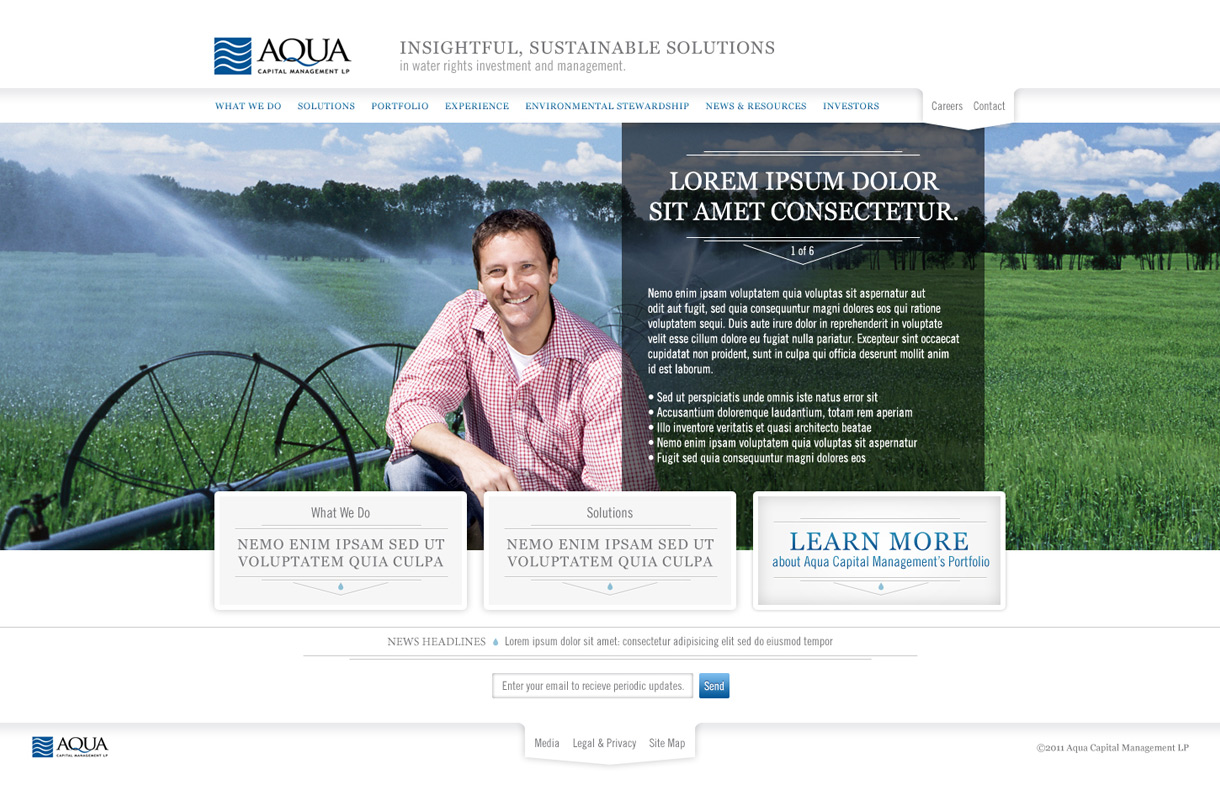 AQUA
CAPITAL MANAGEMENT LP
INSIGHTFUL, SUSTAINABLE SOLUTIONS
in water rights investment and management.
WHAT WE DO SOLUTIONS PORTFOLIO EXPERIENCE ENVIRONMENTAL STEWARDSHIP NEWS & RESOURCES INVESTORS Careers Contact
LOREM IPSUM DOLOR
SIT AMET CONSECTETUR.
1 of 6
Nemo enim ipsam voluptatem quia voluptas sit aspernatur aut
odit aut fugit, sed quia consequuntur magni dolores eos qui ratione
voluptatem sequi. Duis aute irure dolor in reprehenderit in voluptate
velit esse cillum dolore eu fugiat nulla pariatur. Excepteur sint occaecat
cupidatat non proident, sunt in culpa qui officia deserunt mollit anim
id est laborum.
• Sed ut perspiciatis unde omnis iste natus error sit
• Accusantium doloremque laudantium, totam rem aperiam
• Illo inventore veritatis et quasi architecto beatae
• Nemo enim ipsam voluptatem quia voluptas sit aspernatur
• Fugit sed quia consequuntur magni dolores eos
What We Do
NEMO ENIM IPSAM SED UT
VOLUPTATEM QUIA CULPA
Solutions
NEMO ENIM IPSAM SED UT
VOLUPTATEM QUIA CULPA
LEARN MORE
about Aqua Capital Management's Portfolio
NEWS HEADLINES Lorem ipsum dolor sit amet: consectetur adipisicing elit sed do eiusmod tempor
Enter your email to recieve periodic updates. Send
AQUA
CAPITAL MANAGEMENT LP
Media Legal & Privacy Site Map
©2011 Aqua Capital Management LP